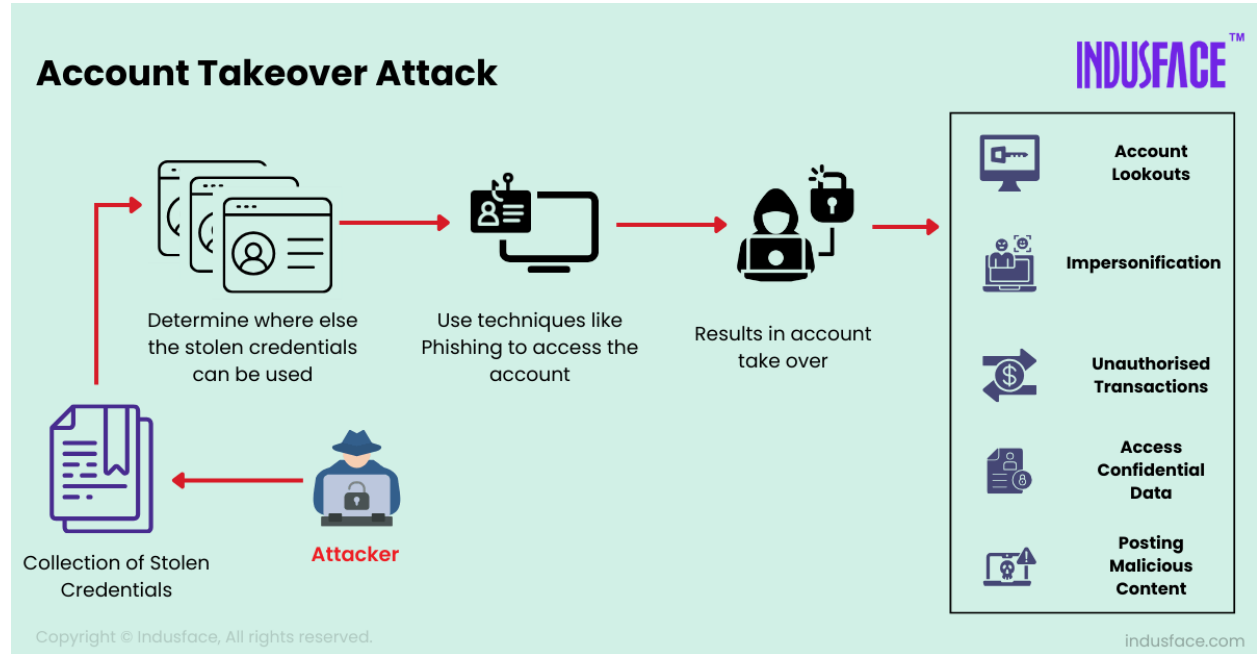 Account Takeover Attack
INDUSFACE™
Determine where else
the stolen credentials
can be used
Use techniques like
Phishing to access the
account
Results in account
take over
Collection of Stolen
Credentials
Attacker
Account
Lookouts
Impersonification
Unauthorised
Transactions
Access
Confidential
Data
Posting
Malicious
Content
Copyright © Indusface, All rights reserved.
indusface.com